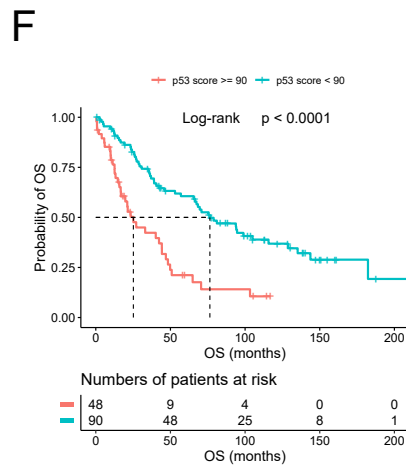 F
p53 score >= 90 p53 score < 90
Log-rank p < 0.0001
Probability of OS
1.00
0.75
0.50
0.25
0.00
0 50 100 150 200
OS (months)
Numbers of patients at risk
48 9 4 0 0
90 48 25 8 1
0 50 100 150 200
OS (months)